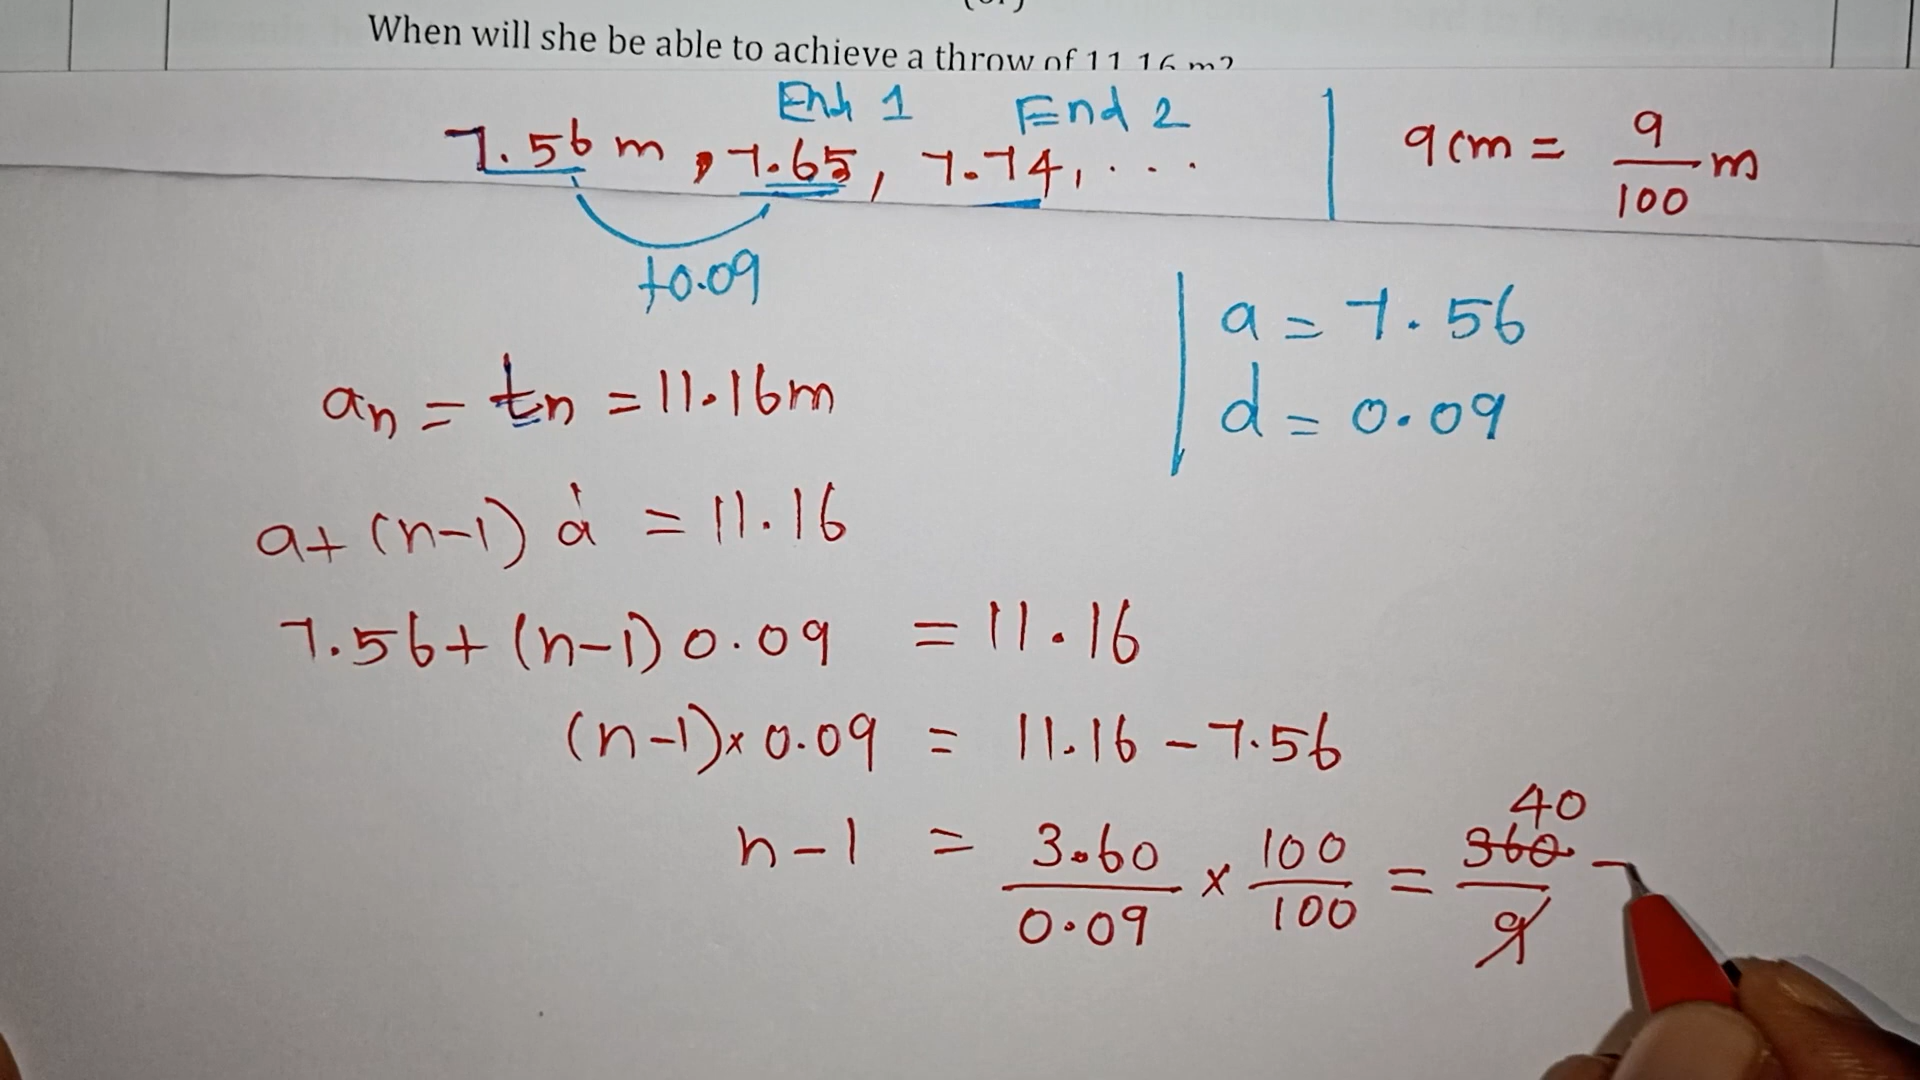 When will she be able to achieve a throw of 11.16 m?
End 1 End 2
7.56 m, 7.65, 7.74, ...
9cm = 9/100 m
+0.09
a = 7.56
d = 0.09
an = tn = 11.16m
a+(n-1) d = 11.16
7.56+(n-1) 0.09 = 11.16
(n-1)× 0.09 = 11.16 - 7.56
n-1 = 3.60/0.09 × 100/100 = 360/9
40